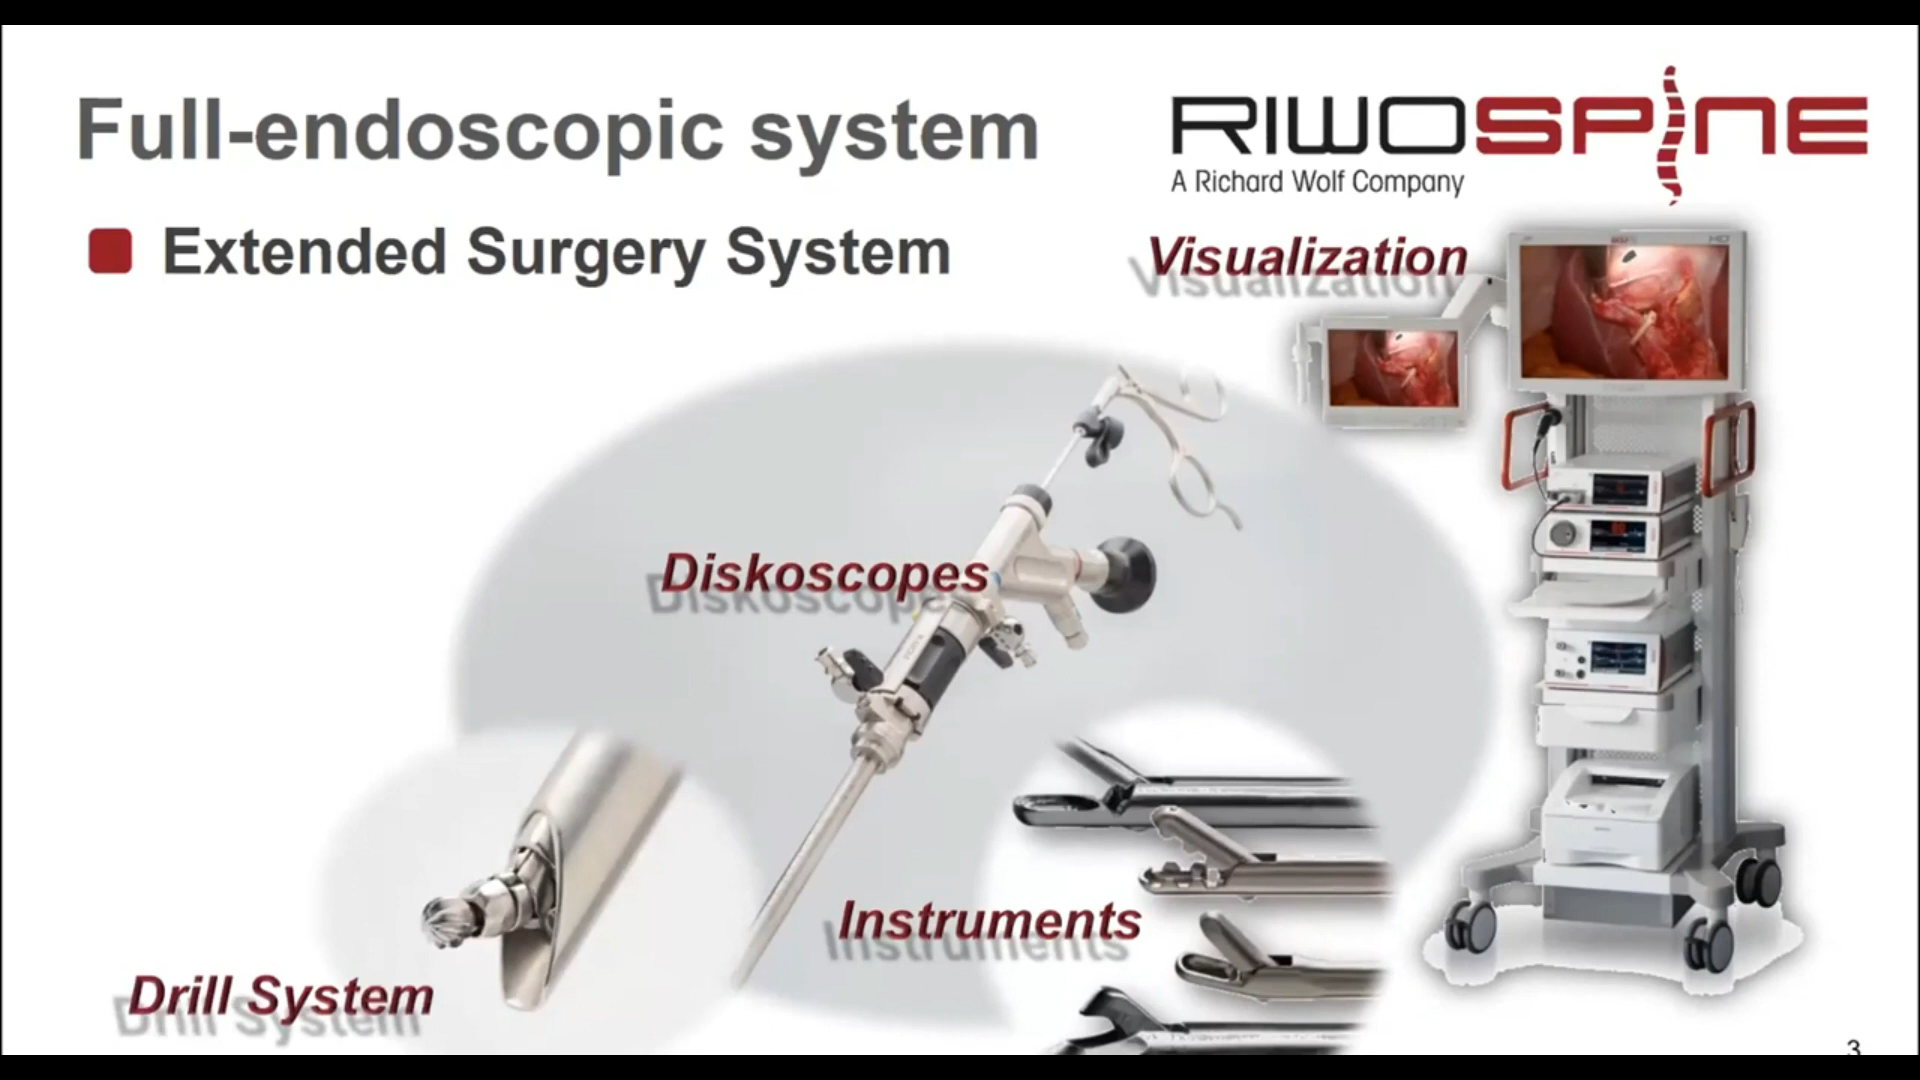 Full-endoscopic system
RIWOSPINE
A Richard Wolf Company
Extended Surgery System
Visualization
Diskoscopes
Instruments
Drill System
3